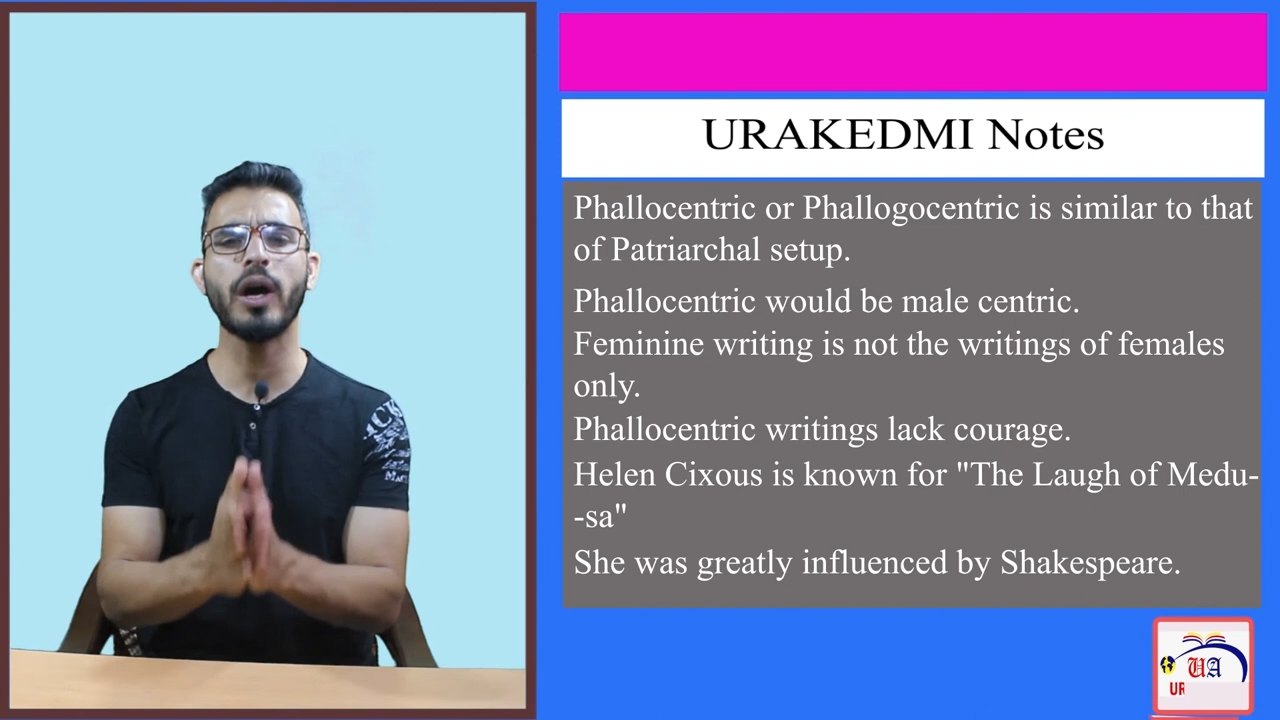 URAKEDMI Notes
Phallocentric or Phallogocentric is similar to that
of Patriarchal setup.
Phallocentric would be male centric.
Feminine writing is not the writings of females
only.
Phallocentric writings lack courage.
Helen Cixous is known for "The Laugh of Medu-
-sa"
She was greatly influenced by Shakespeare.
UA
UR